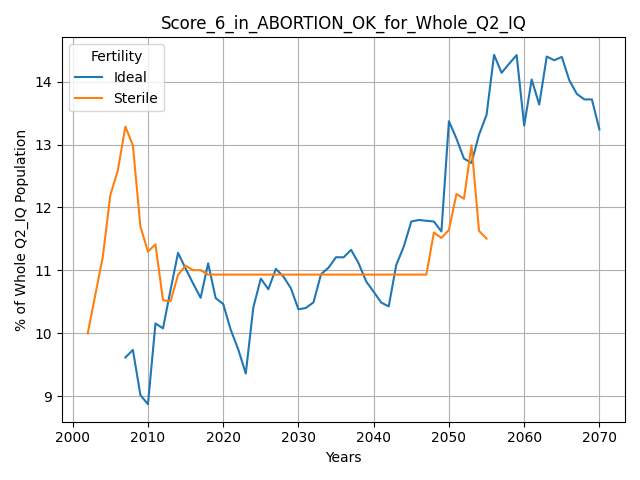 Score_6_in_ABORTION_OK_for_Whole_Q2_IQ
Fertility
Ideal
Sterile
% of Whole Q2_IQ Population
14
13
12
11
10
9
2000 2010 2020 2030 2040 2050 2060 2070
Years